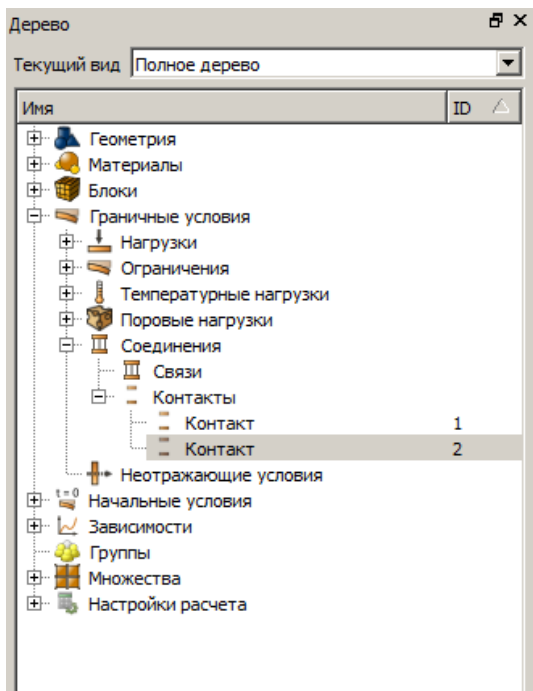 Дерево
Текущий вид Полное дерево
Имя ID
Геометрия
Материалы
Блоки
Граничные условия
Нагрузки
Ограничения
Температурные нагрузки
Поровые нагрузки
Соединения
Связи
Контакты
Контакт 1
Контакт 2
Неотражающие условия
t=0 Начальные условия
Зависимости
Группы
Множества
Настройки расчета